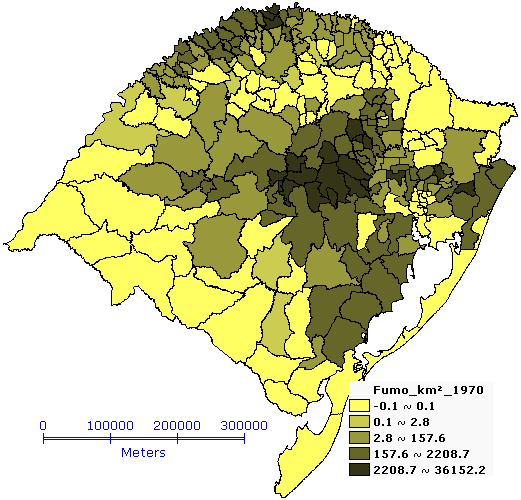 0 100000 200000 300000
Meters
Fumo_km²_1970
-0.1 ~ 0.1
0.1 ~ 2.8
2.8 ~ 157.6
157.6 ~ 2208.7
2208.7 ~ 36152.2